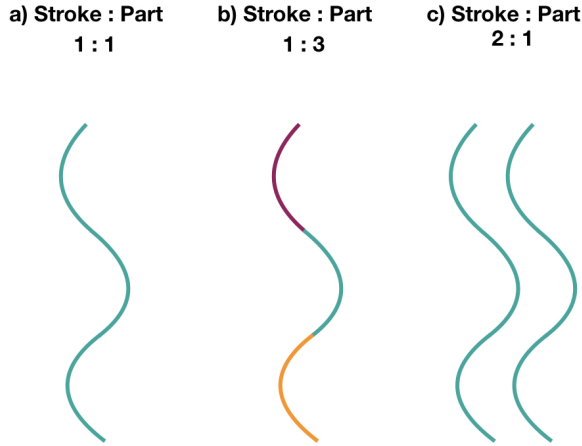 a) Stroke : Part
1 : 1
b) Stroke : Part
1 : 3
c) Stroke : Part
2 : 1